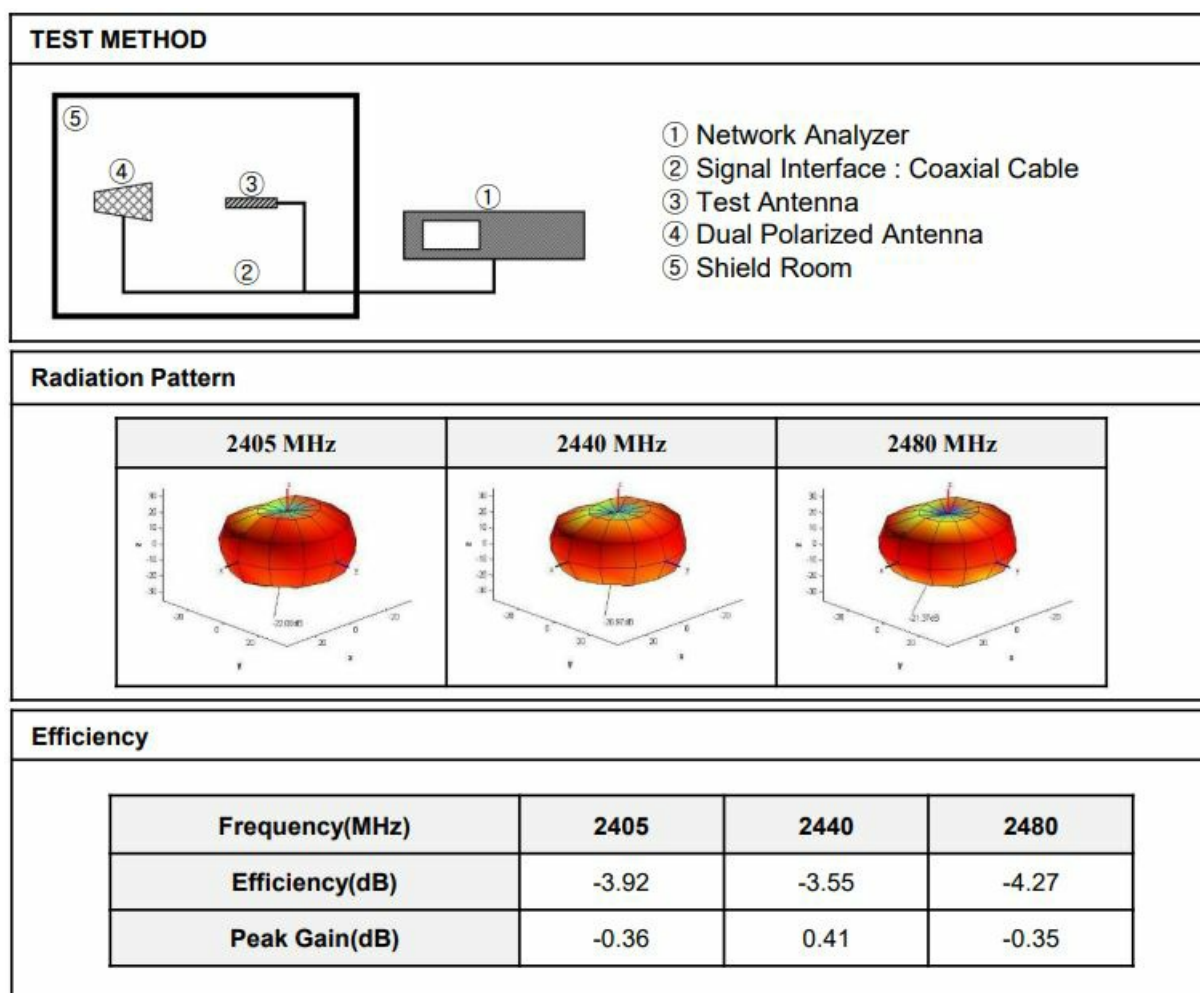 TEST METHOD
⑤
④
③
①
②
① Network Analyzer
② Signal Interface : Coaxial Cable
③ Test Antenna
④ Dual Polarized Antenna
⑤ Shield Room
Radiation Pattern
2405 MHz 2440 MHz 2480 MHz
-21.37dB
Efficiency
Frequency(MHz) 2405 2440 2480
Efficiency(dB) -3.92 -3.55 -4.27
Peak Gain(dB) -0.36 0.41 -0.35